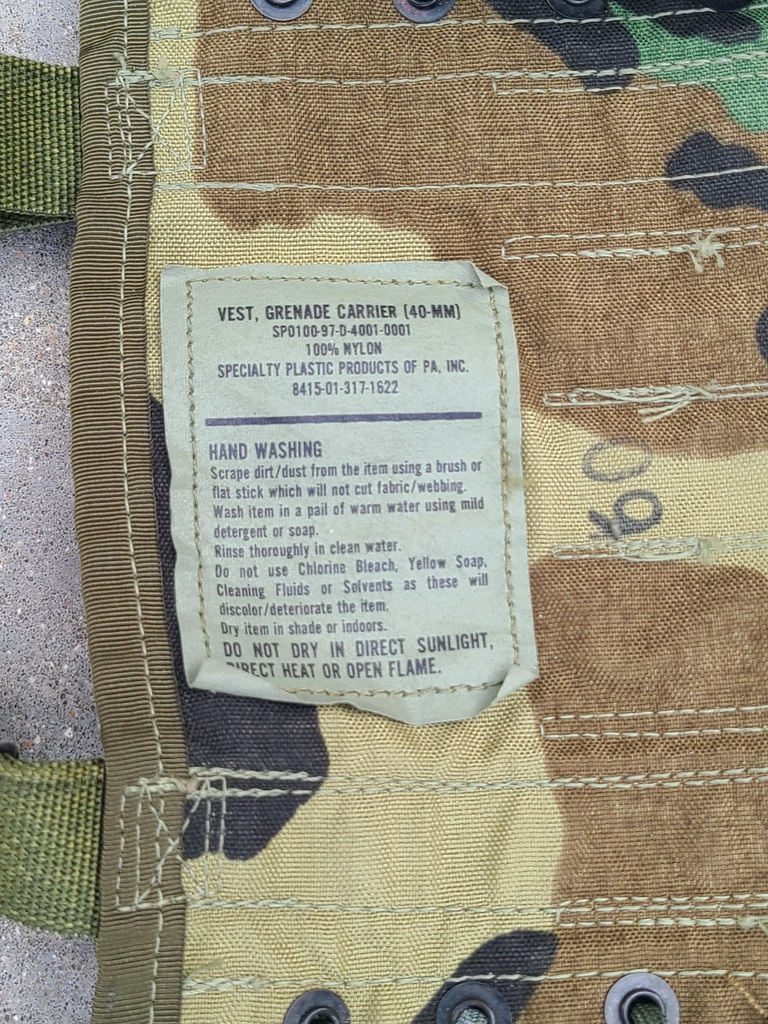 VEST, GRENADE CARRIER (40-MM)
SP0100-97-D-4001-0001
100% NYLON
SPECIALTY PLASTIC PRODUCTS OF PA, INC.
8415-01-317-1622
HAND WASHING
Scrape dirt/dust from the item using a brush or
flat stick which will not cut fabric/webbing.
Wash item in a pail of warm water using mild
detergent or soap.
Rinse thoroughly in clean water.
Do not use Chlorine Bleach, Yellow Soap,
Cleaning Fluids or Solvents as these will
discolor/deteriorate the item.
Dry item in shade or indoors.
DO NOT DRY IN DIRECT SUNLIGHT,
DIRECT HEAT OR OPEN FLAME.